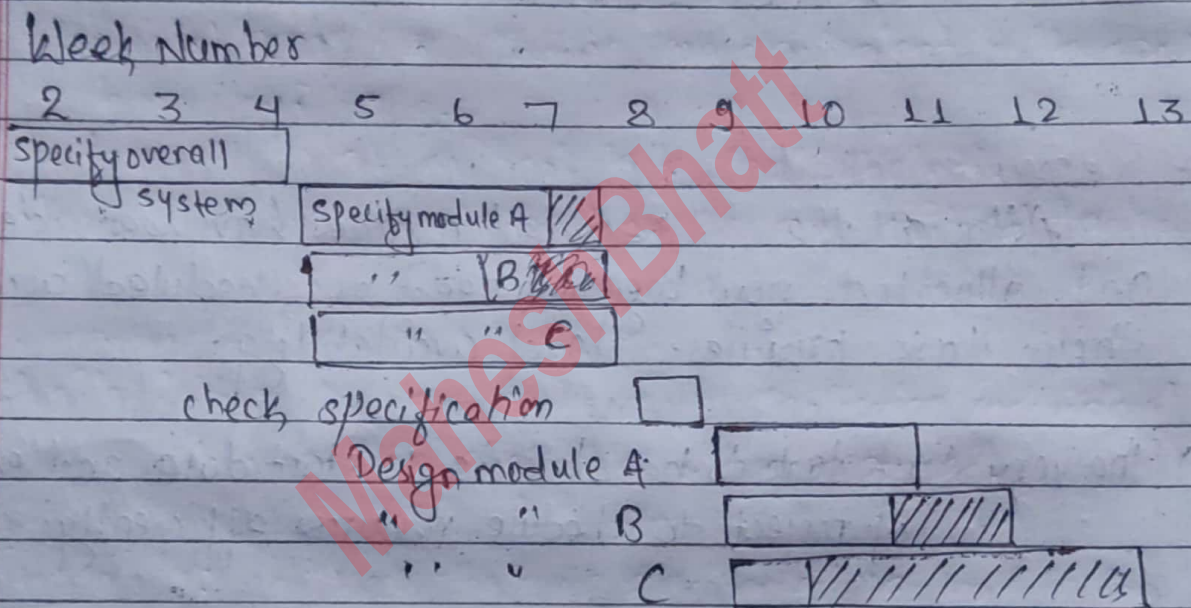 Week Number
2 3 4 5 6 7 8 9 10 11 12 13
Specify overall
system
Specify module A
" B
" " C
check specification
Design module A
" " B
" " C
MaheshBhatt